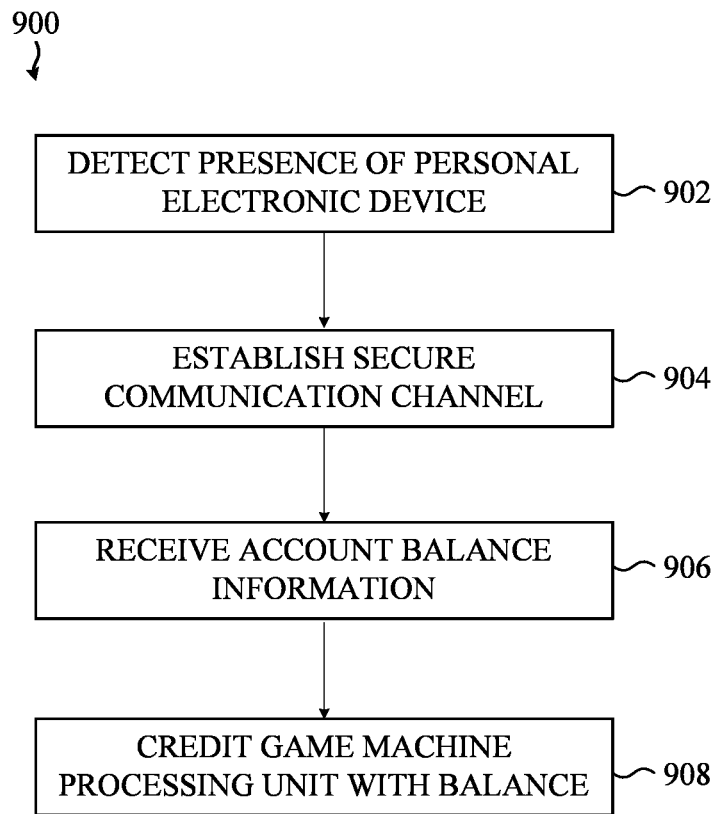 900
DETECT PRESENCE OF PERSONAL
ELECTRONIC DEVICE
902
ESTABLISH SECURE
COMMUNICATION CHANNEL
904
RECEIVE ACCOUNT BALANCE
INFORMATION
906
CREDIT GAME MACHINE
PROCESSING UNIT WITH BALANCE
908